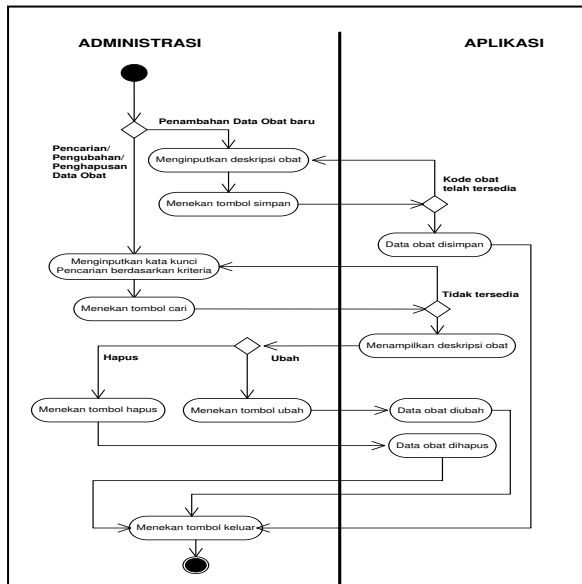 ADMINISTRASI
APLIKASI
Penambahan Data Obat baru
Pencarian/
Pengubahan/
Penghapusan
Data Obat
Menginputkan deskripsi obat
Kode obat
telah tersedia
Menekan tombol simpan
Data obat disimpan
Menginputkan kata kunci
Pencarian berdasarkan kriteria
Tidak tersedia
Menekan tombol cari
Menampilkan deskripsi obat
Hapus
Ubah
Menekan tombol hapus
Menekan tombol ubah
Data obat diubah
Data obat dihapus
Menekan tombol keluar